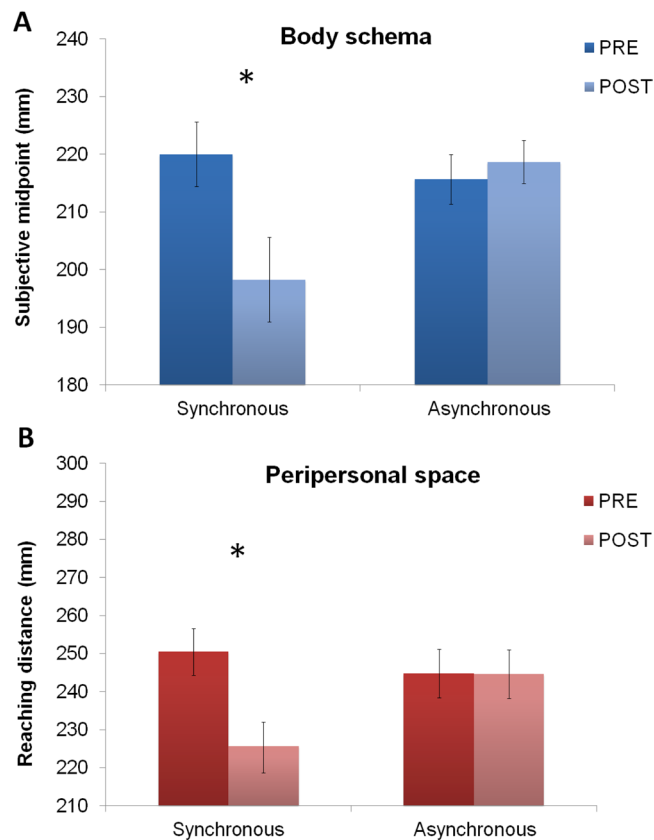 A
Body schema
PRE
POST
*
Subjective midpoint (mm)
240
230
220
210
200
190
180
Synchronous
Asynchronous
B
Peripersonal space
PRE
POST
*
Reaching distance (mm)
300
290
280
270
260
250
240
230
220
210
Synchronous
Asynchronous